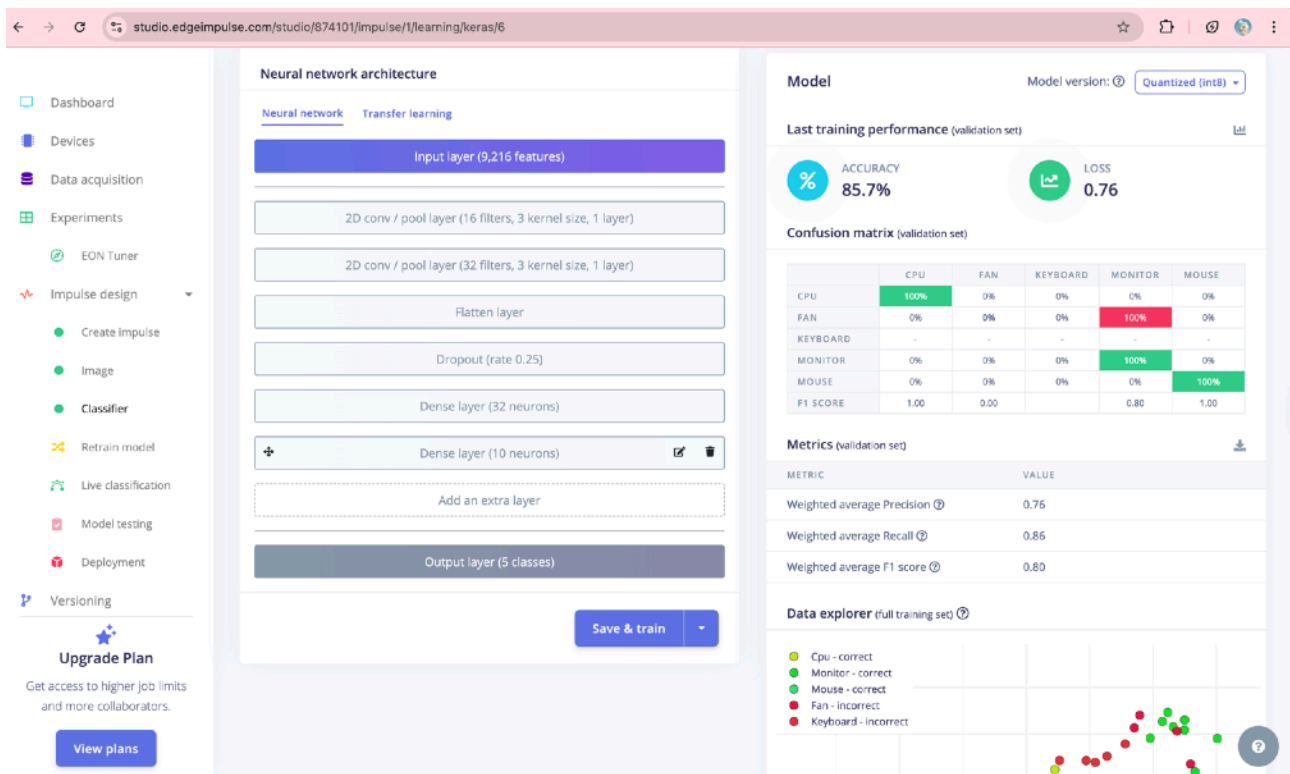 studio.edgeimpulse.com/studio/874101/impulse/1/learning/keras/6
Dashboard
Devices
Data acquisition
Experiments
EON Tuner
Impulse design
Create impulse
Image
Classifier
Retrain model
Live classification
Model testing
Deployment
Versioning
Upgrade Plan
Get access to higher job limits
and more collaborators.
View plans
Neural network architecture
Neural network Transfer learning
Input layer (9,216 features)
2D conv / pool layer (16 filters, 3 kernel size, 1 layer)
2D conv / pool layer (32 filters, 3 kernel size, 1 layer)
Flatten layer
Dropout (rate 0.25)
Dense layer (32 neurons)
Dense layer (10 neurons)
Add an extra layer
Output layer (5 classes)
Save & train
Model Model version: ? Quantized (int8)
Last training performance (validation set)
% ACCURACY
85.7%
LOSS
0.76
Confusion matrix (validation set)
CPU FAN KEYBOARD MONITOR MOUSE
CPU 100% 0% 0% 0% 0%
FAN 0% 0% 0% 100% 0%
KEYBOARD - - - - -
MONITOR 0% 0% 0% 100% 0%
MOUSE 0% 0% 0% 0% 100%
F1 SCORE 1.00 0.00 0.80 1.00
Metrics (validation set)
METRIC VALUE
Weighted average Precision ? 0.76
Weighted average Recall ? 0.86
Weighted average F1 score ? 0.80
Data explorer (full training set) ?
Cpu - correct
Monitor - correct
Mouse - correct
Fan - incorrect
Keyboard - incorrect
?